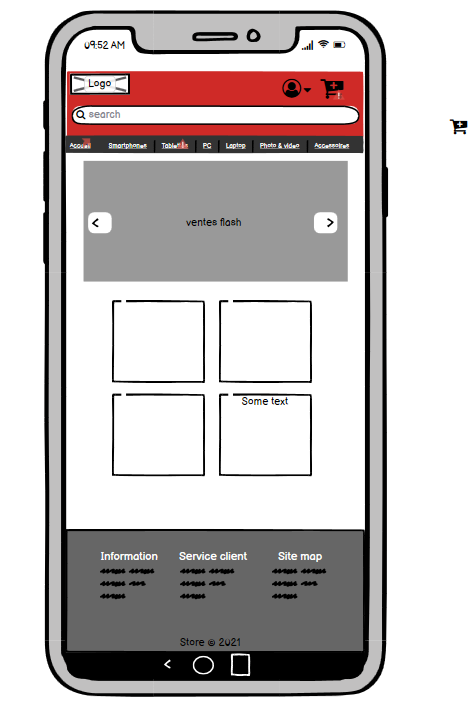 09:52 AM
Logo
search
Accueil Smartphones Tablettes PC Laptop Photo & video Accessoires
ventes flash
Some text
Information Service client Site map
Store © 2021